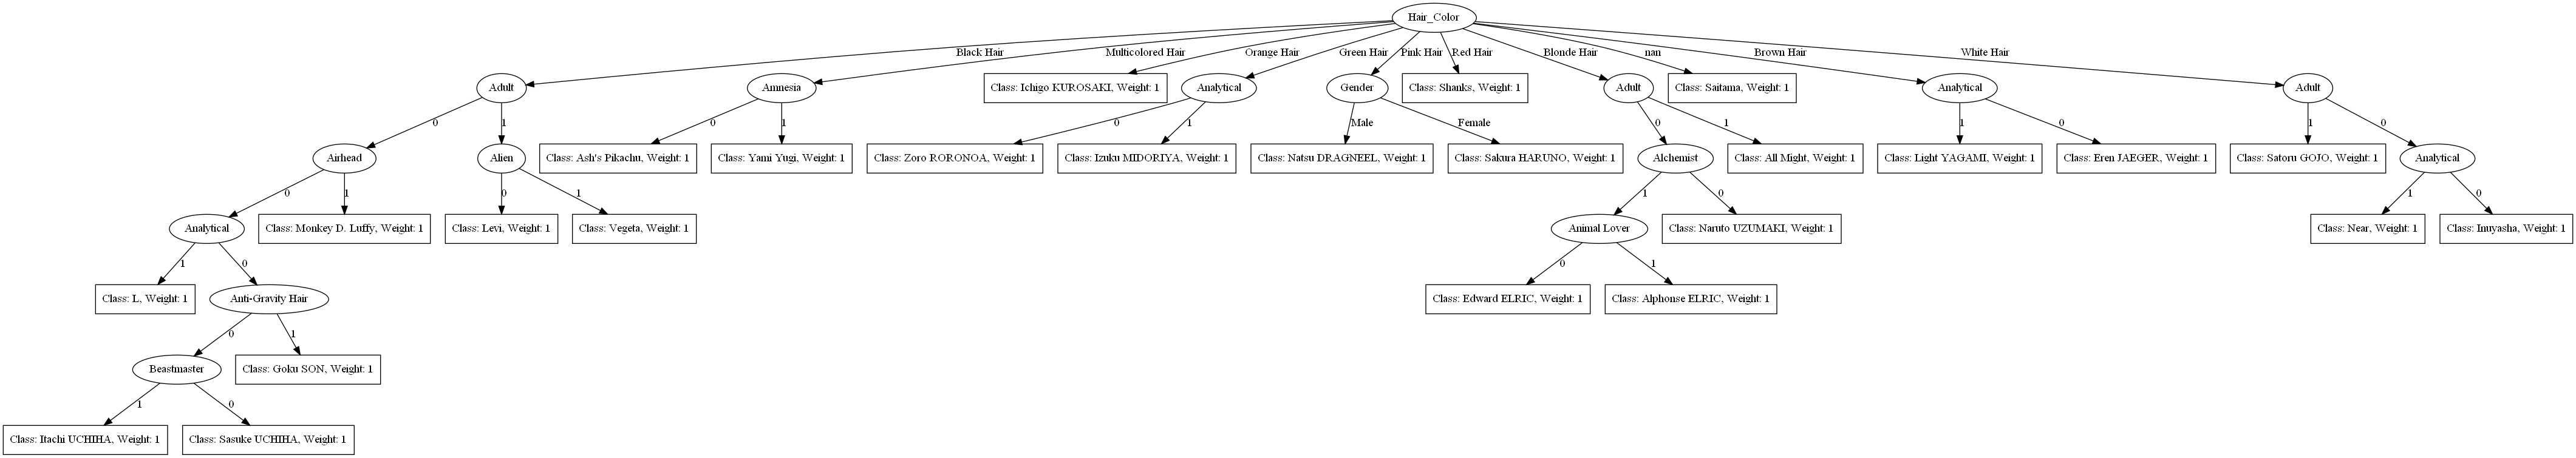 Hair_Color
Black Hair
Multicolored Hair
Orange Hair
Green Hair
Pink Hair
Red Hair
Blonde Hair
nan
Brown Hair
White Hair
Adult
Amnesia
Class: Ichigo KUROSAKI, Weight: 1
Analytical
Gender
Class: Shanks, Weight: 1
Adult
Class: Saitama, Weight: 1
Analytical
Adult
0
1
0
1
0
1
Male
Female
0
1
1
0
1
0
Airhead
Alien
Class: Ash's Pikachu, Weight: 1
Class: Yami Yugi, Weight: 1
Class: Zoro RORONOA, Weight: 1
Class: Izuku MIDORIYA, Weight: 1
Class: Natsu DRAGNEEL, Weight: 1
Class: Sakura HARUNO, Weight: 1
Alchemist
Class: All Might, Weight: 1
Class: Light YAGAMI, Weight: 1
Class: Eren JAEGER, Weight: 1
Class: Satoru GOJO, Weight: 1
Analytical
0
1
0
1
1
0
1
0
Analytical
Class: Monkey D. Luffy, Weight: 1
Class: Levi, Weight: 1
Class: Vegeta, Weight: 1
Animal Lover
Class: Naruto UZUMAKI, Weight: 1
Class: Near, Weight: 1
Class: Inuyasha, Weight: 1
1
0
0
1
Class: L, Weight: 1
Anti-Gravity Hair
Class: Edward ELRIC, Weight: 1
Class: Alphonse ELRIC, Weight: 1
0
1
Beastmaster
Class: Goku SON, Weight: 1
1
0
Class: Itachi UCHIHA, Weight: 1
Class: Sasuke UCHIHA, Weight: 1